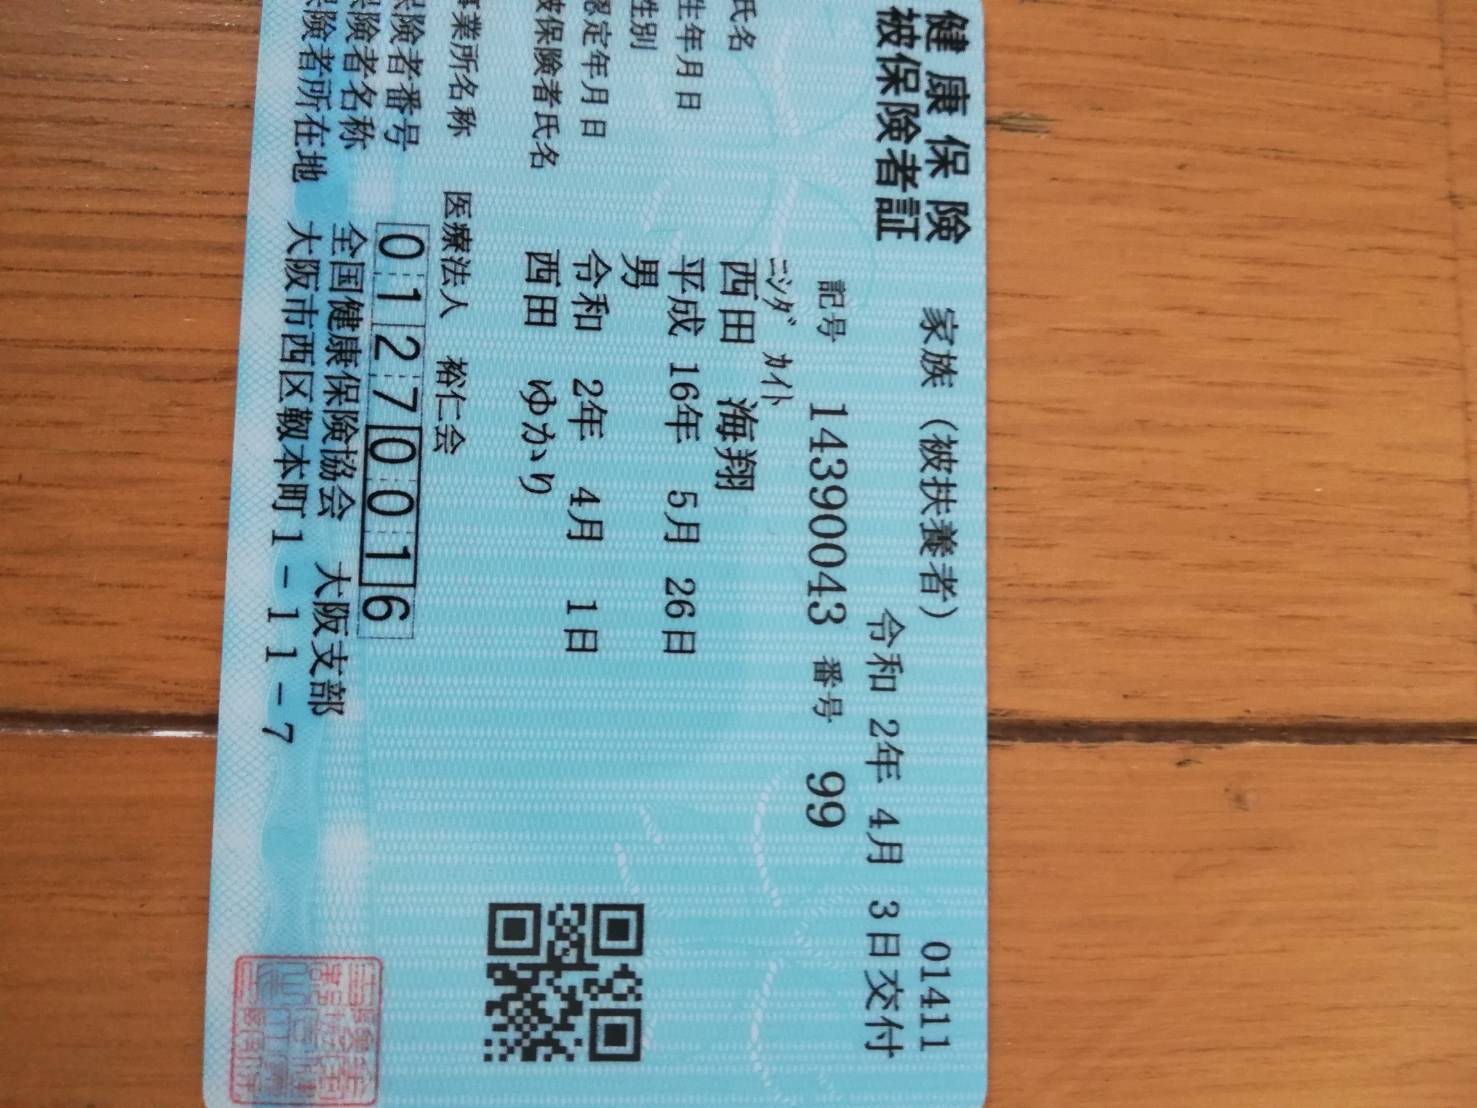 健康保険 家族（被扶養者） 01411
被保険者証 令和 2年 4月 3日交付
記号 14390043 番号 99
ﾆｼﾀﾞ ｶｲﾄ
氏名 西田 海翔
生年月日 平成 16年 5月 26日
性別 男
認定年月日 令和 2年 4月 1日
被保険者氏名 西田 ゆかり
事業所名称 医療法人 裕仁会
保険者番号 01270016
保険者名称 全国健康保険協会 大阪支部
保険者所在地 大阪市西区靱本町1-11-7